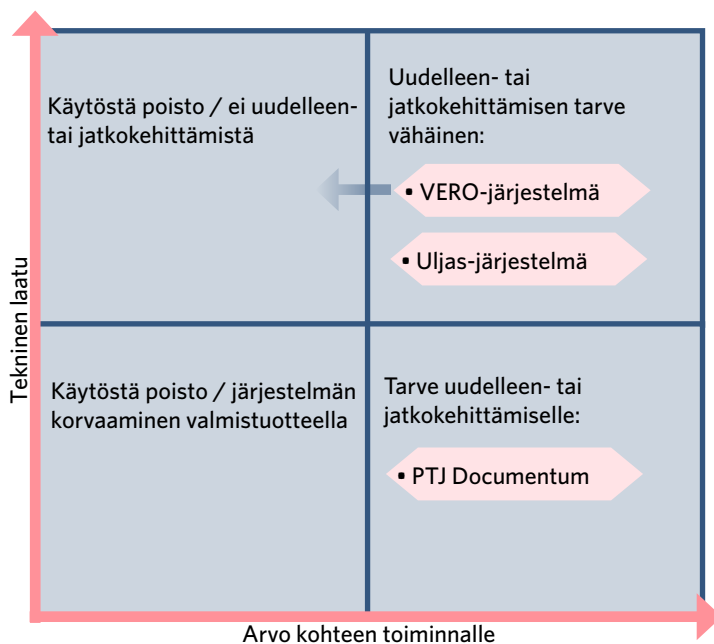 Käytöstä poisto / ei uudelleen-
tai jatkokehittämistä
Uudelleen- tai
jatkokehittämisen tarve
vähäinen:
▪ VERO-järjestelmä
▪ Uljas-järjestelmä
Tekninen laatu
Käytöstä poisto / järjestelmän
korvaaminen valmistuotteella
Tarve uudelleen- tai
jatkokehittämiselle:
▪ PTJ Documentum
Arvo kohteen toiminnalle